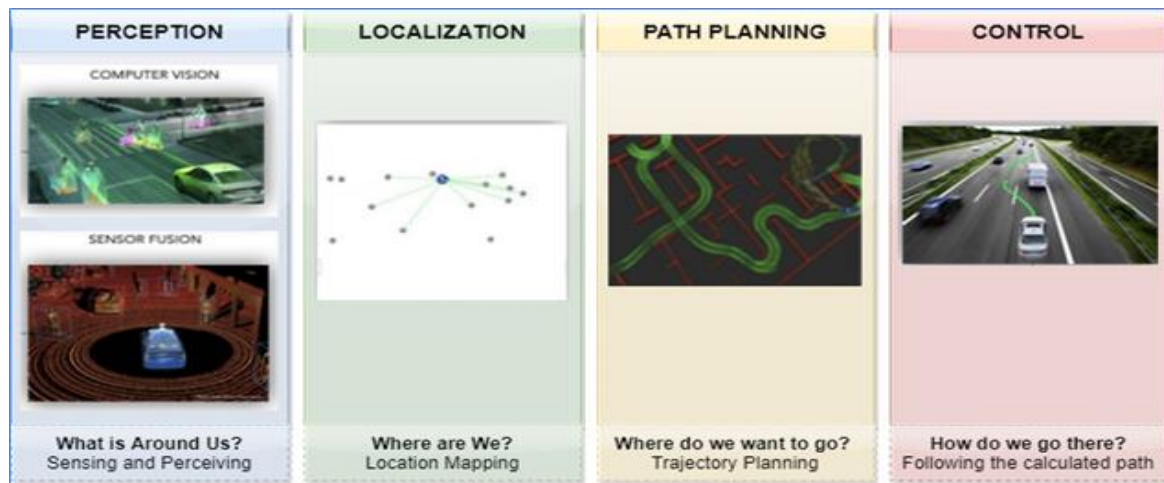 PERCEPTION
COMPUTER VISION
SENSOR FUSION
What is Around Us?
Sensing and Perceiving
LOCALIZATION
Where are We?
Location Mapping
PATH PLANNING
Where do we want to go?
Trajectory Planning
CONTROL
How do we go there?
Following the calculated path